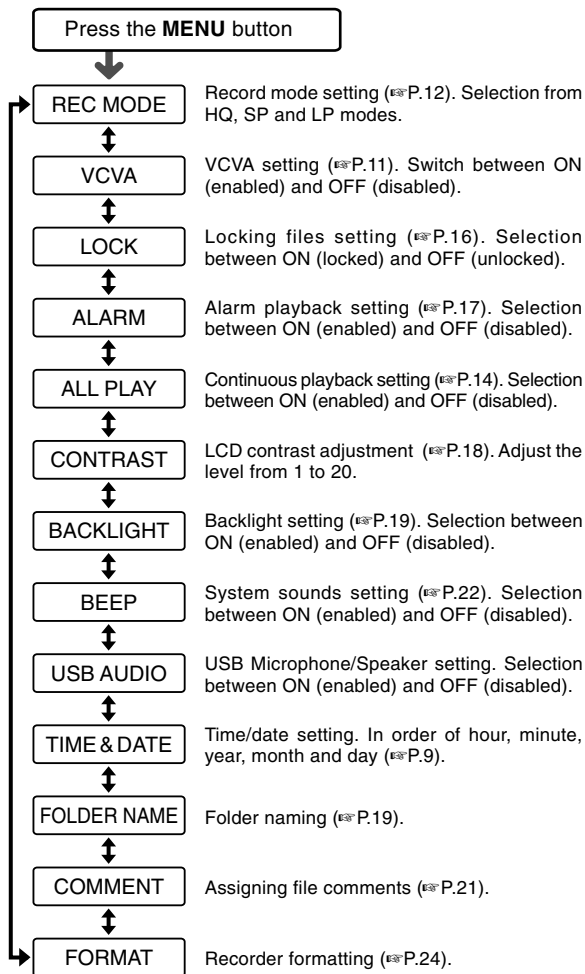 Press the MENU button
REC MODE
Record mode setting (☞P.12). Selection from
HQ, SP and LP modes.
VCVA
VCVA setting (☞P.11). Switch between ON
(enabled) and OFF (disabled).
LOCK
Locking files setting (☞P.16). Selection
between ON (locked) and OFF (unlocked).
ALARM
Alarm playback setting (☞P.17). Selection
between ON (enabled) and OFF (disabled).
ALL PLAY
Continuous playback setting (☞P.14). Selection
between ON (enabled) and OFF (disabled).
CONTRAST
LCD contrast adjustment (☞P.18). Adjust the
level from 1 to 20.
BACKLIGHT
Backlight setting (☞P.19). Selection between
ON (enabled) and OFF (disabled).
BEEP
System sounds setting (☞P.22). Selection
between ON (enabled) and OFF (disabled).
USB AUDIO
USB Microphone/Speaker setting. Selection
between ON (enabled) and OFF (disabled).
TIME & DATE
Time/date setting. In order of hour, minute,
year, month and day (☞P.9).
FOLDER NAME
Folder naming (☞P.19).
COMMENT
Assigning file comments (☞P.21).
FORMAT
Recorder formatting (☞P.24).